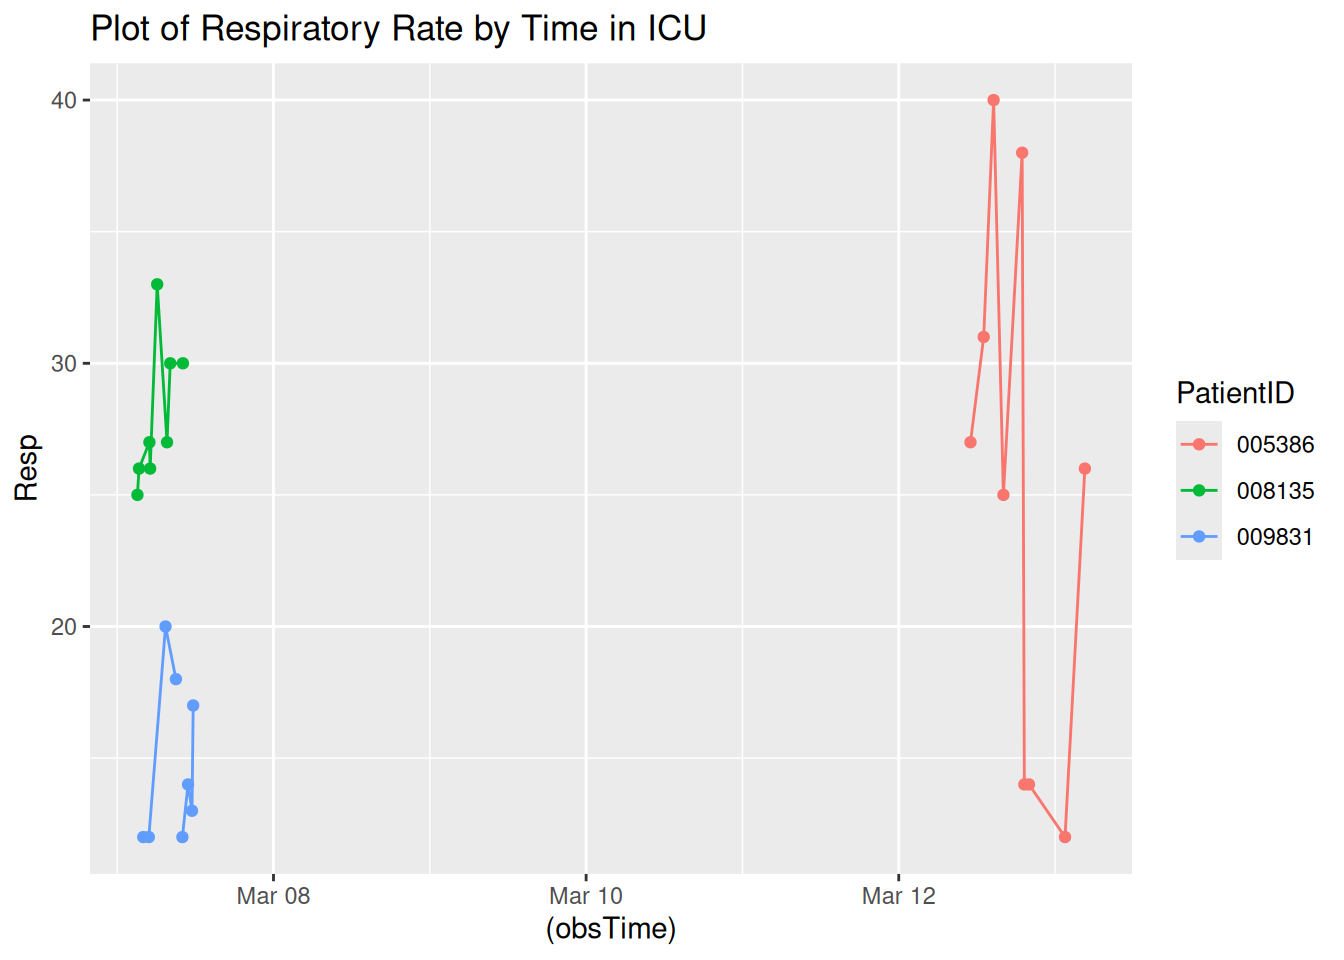 Plot of Respiratory Rate by Time in ICU
40
30
20
Resp
Mar 08
Mar 10
Mar 12
(obsTime)
PatientID
005386
008135
009831